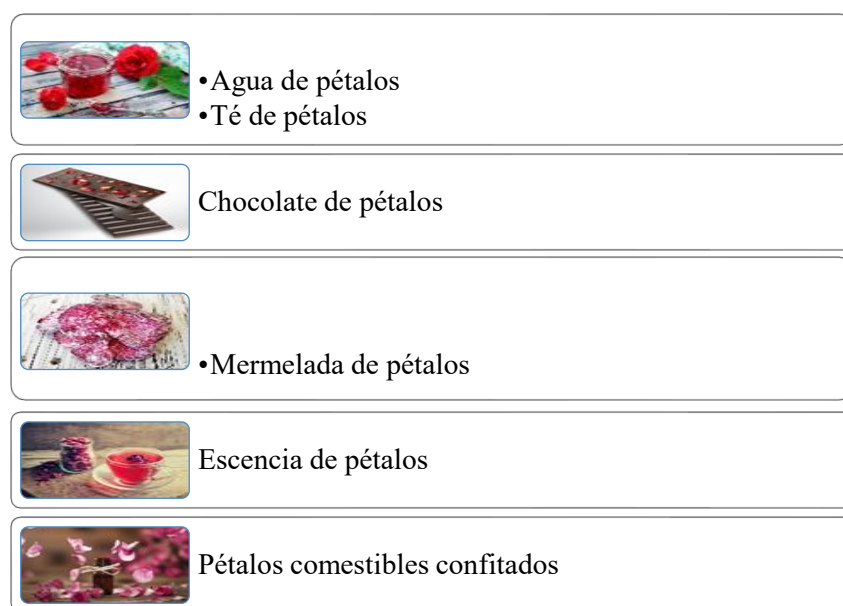 •Agua de pétalos
•Té de pétalos
Chocolate de pétalos
•Mermelada de pétalos
Escencia de pétalos
Pétalos comestibles confitados